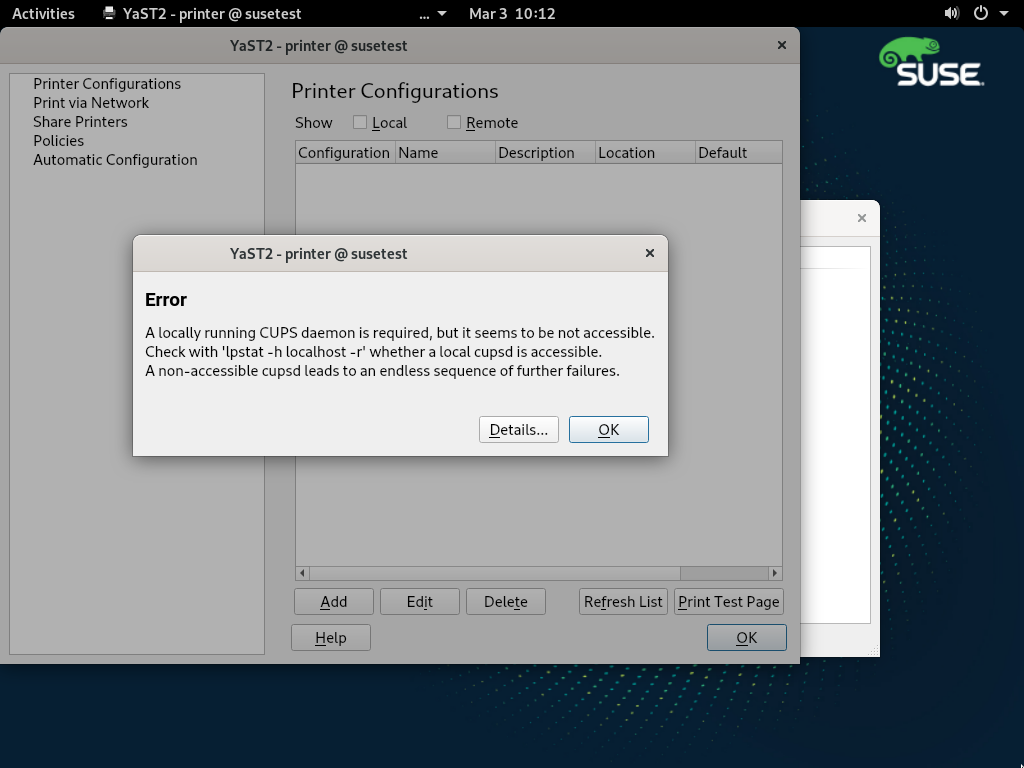 Activities YaST2 - printer @ susetest ... Mar 3 10:12
YaST2 - printer @ susetest
SUSE
Printer Configurations
Print via Network
Share Printers
Policies
Automatic Configuration
Printer Configurations
Show Local Remote
Configuration Name Description Location Default
YaST2 - printer @ susetest
Error
A locally running CUPS daemon is required, but it seems to be not accessible.
Check with 'lpstat -h localhost -r' whether a local cupsd is accessible.
A non-accessible cupsd leads to an endless sequence of further failures.
Details... OK
Add Edit Delete Refresh List Print Test Page
Help OK